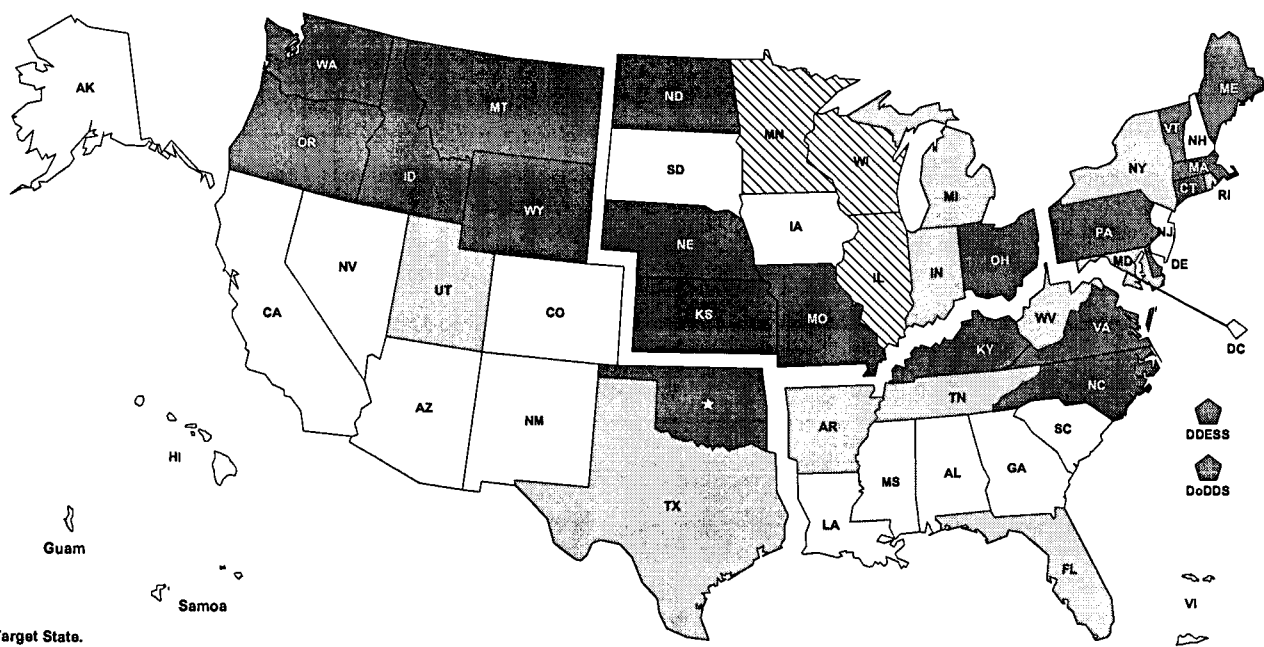 AK
WA
MT
ND
MN
ME
VT
NH
OR
ID
WI
NY
MA
SD
CT
RI
WY
MI
IA
PA
NJ
NE
OH
IN
MD
DE
NV
UT
IL
CA
CO
WV
KS
MO
VA
KY
DC
NC
TN
AZ
NM
AR
SC
DDESS
HI
MS
AL
GA
DoDDS
TX
LA
Guam
FL
Samoa
VI
Target State.